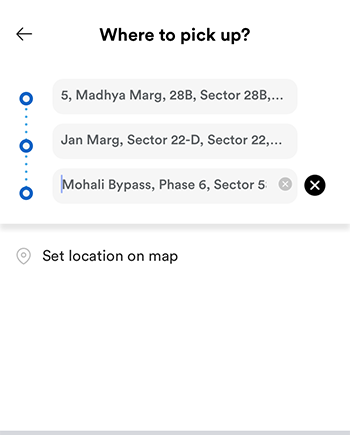 Where to pick up?
5, Madhya Marg, 28B, Sector 28B,...
Jan Marg, Sector 22-D, Sector 22,...
Mohali Bypass, Phase 6, Sector 5
Set location on map